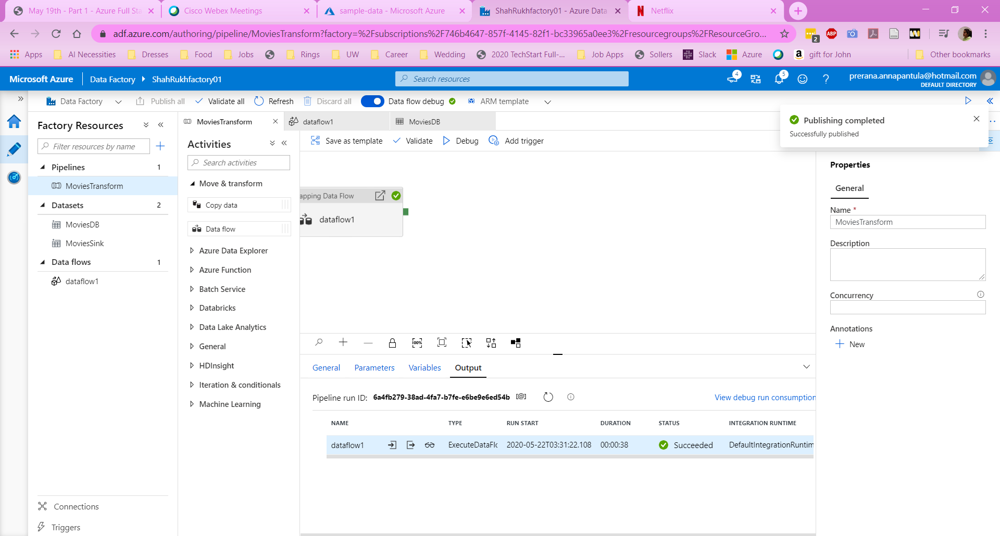 May 19th - Part 1 - Azure Full Sta
Cisco Webex Meetings
sample-data - Microsoft Azure
ShahRukhfactory01 - Azure Data
Netflix
adf.azure.com/authoring/pipeline/MoviesTransform?factory=%2Fsubscriptions%2F746b4647-857f-4145-82f1-bc33965a0ee3%2Fresourcegroups%2FResourceGro...
2
ABP
Apps
AI Necessities
Dresses
Food
Jobs
Rings
UW
Career
Wedding
2020 TechStart Full-...
Job Apps
Sollers
Slack
Azure
gift for John
Other bookmarks
Microsoft Azure
Data Factory
ShahRukhfactory01
Search resources
4
5
?
prerana.annapantula@hotmail.com
DEFAULT DIRECTORY
Data Factory
Publish all
Validate all
Refresh
Discard all
Data flow debug
ARM template
Publishing completed
Successfully published
Factory Resources
Filter resources by name
Pipelines 1
MoviesTransform
Datasets 2
MoviesDB
MoviesSink
Data flows 1
dataflow1
Connections
Triggers
MoviesTransform
dataflow1
MoviesDB
Activities
Search activities
Move & transform
Copy data
Data flow
Azure Data Explorer
Azure Function
Batch Service
Databricks
Data Lake Analytics
General
HDInsight
Iteration & conditionals
Machine Learning
Save as template
Validate
Debug
Add trigger
apping Data Flow
dataflow1
100%
General
Parameters
Variables
Output
Pipeline run ID: 6a4fb279-38ad-4fa7-b7fe-e6be9e6ed54b [@]
View debug run consumption
NAME TYPE RUN START DURATION STATUS INTEGRATION RUNTIME
dataflow1 ExecuteDataFlo 2020-05-22T03:31:22.108 00:00:38 Succeeded DefaultIntegrationRuntim
Properties
General
Name *
MoviesTransform
Description
Concurrency
Annotations
New